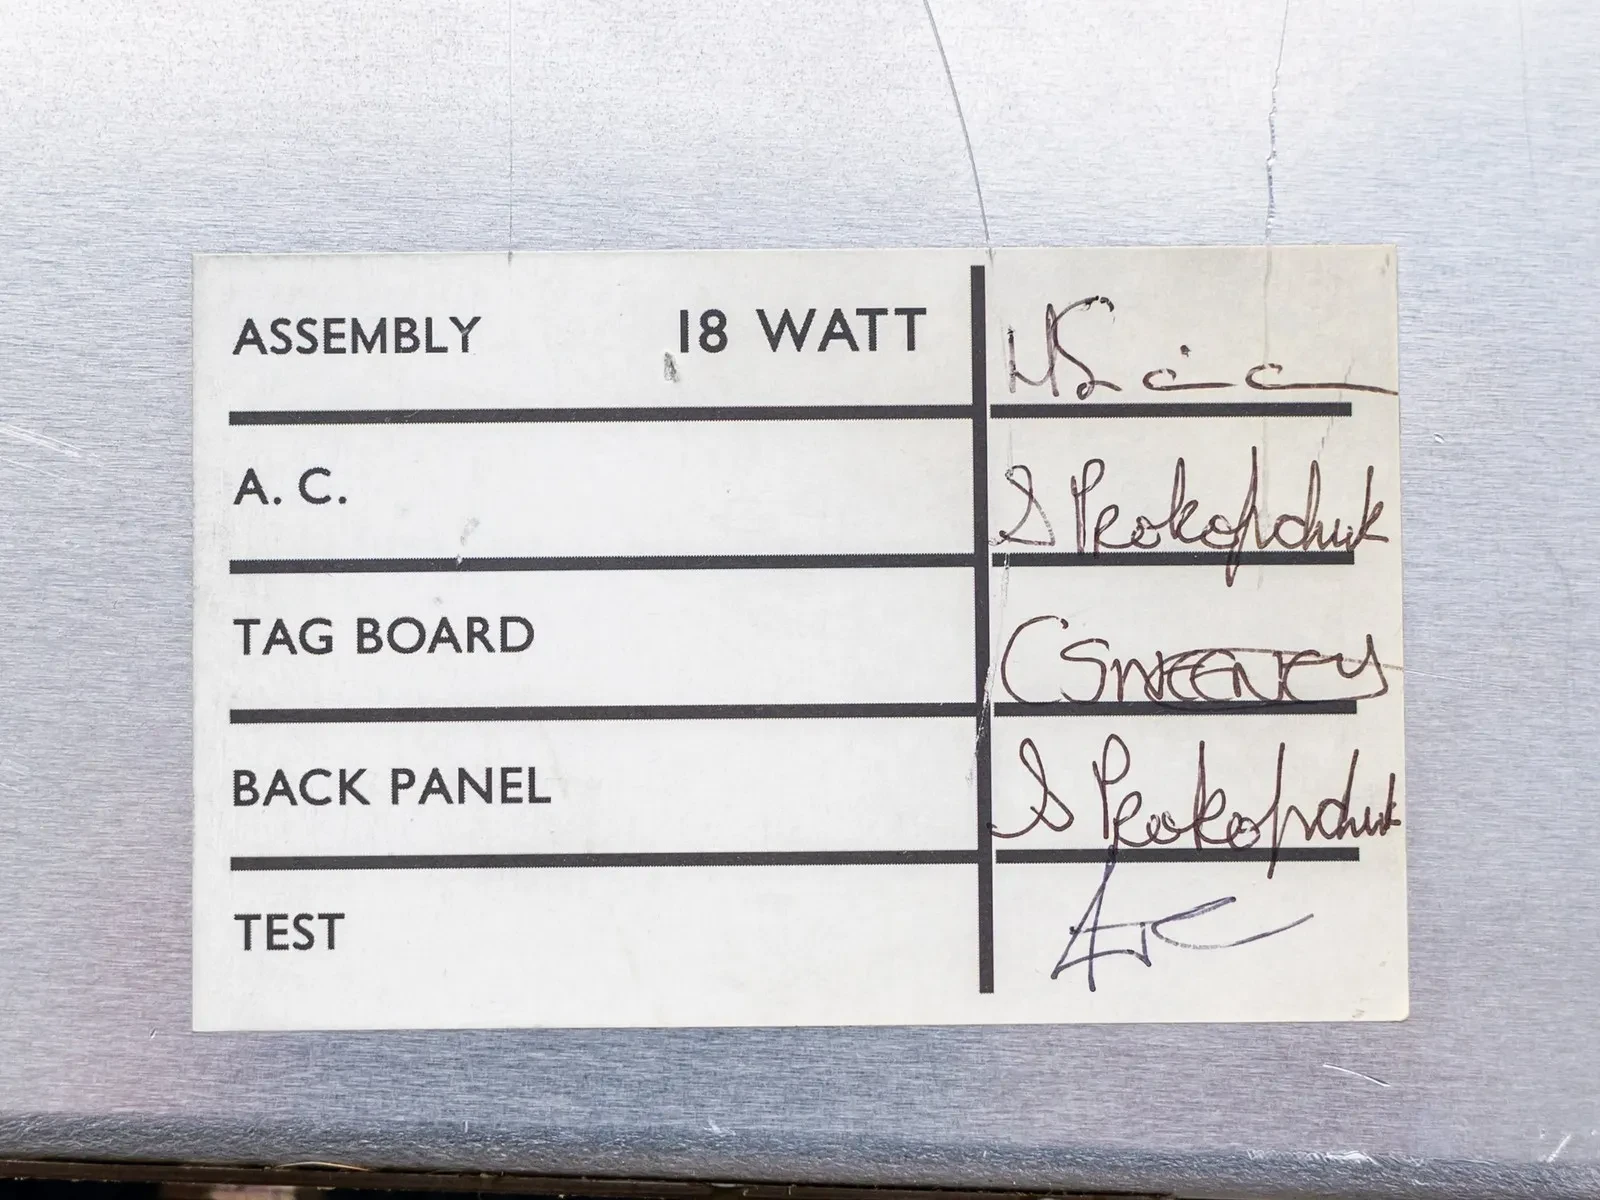 ASSEMBLY 18 WATT
A. C. S Prokopchuk
TAG BOARD C SWEENEY
BACK PANEL S Prokopchuk
TEST